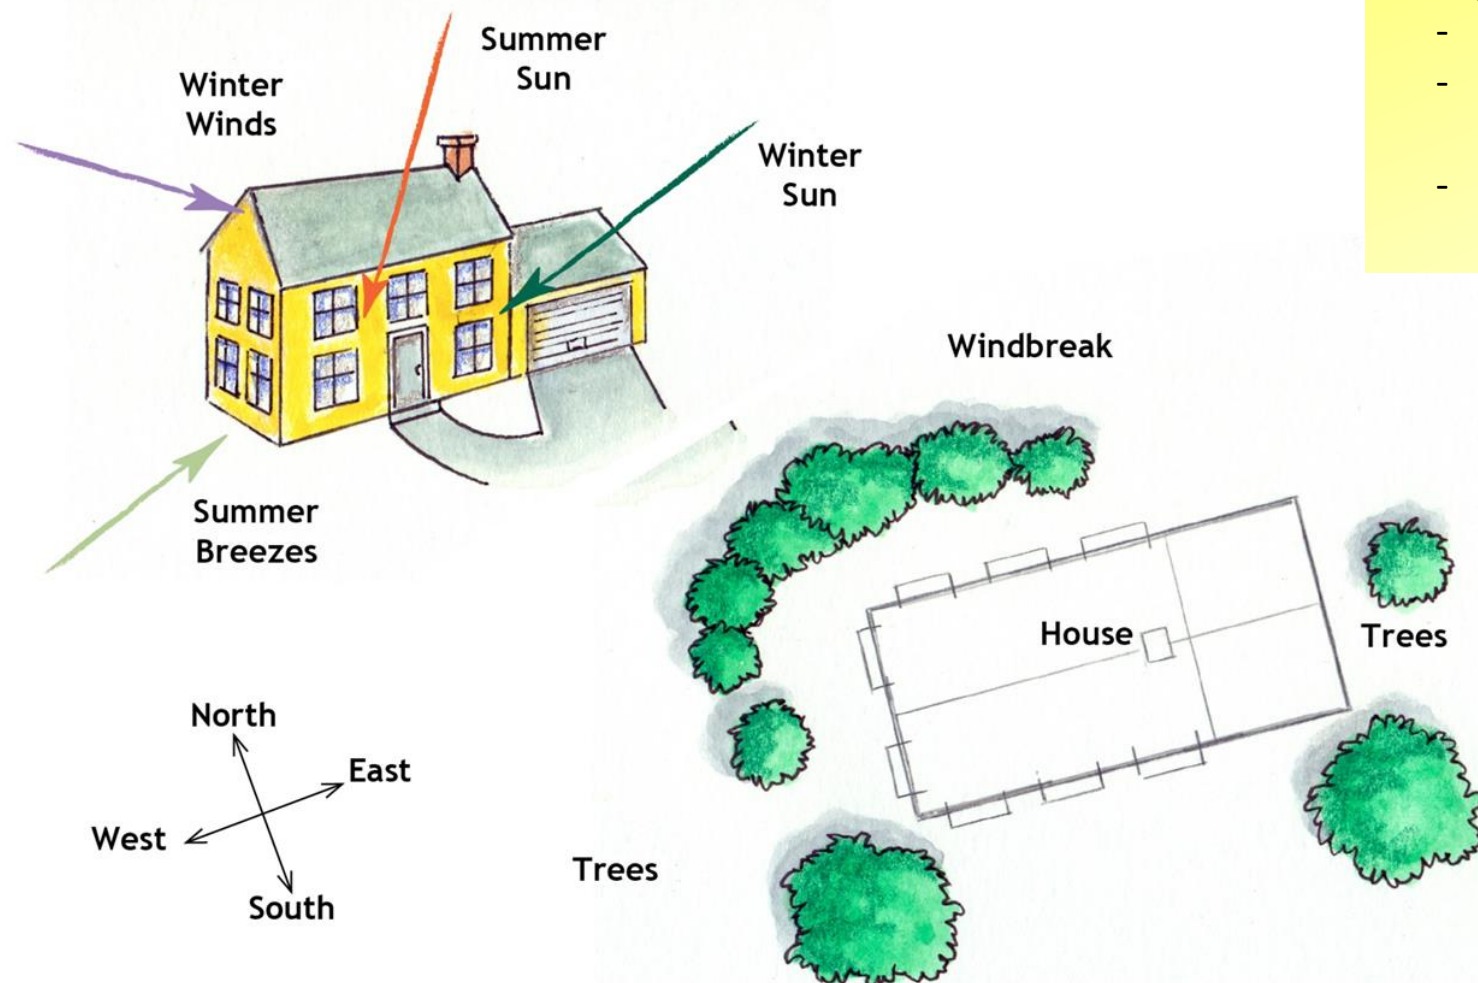 Summer
Sun
Winter
Winds
Winter
Sun
Summer
Breezes
-
-
-
Windbreak
House
Trees
Trees
North
East
West
South